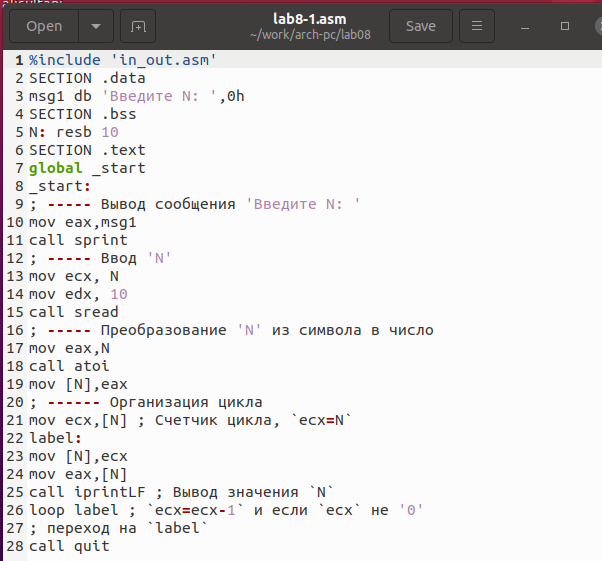 Open
lab8-1.asm
~/work/arch-pc/lab08
Save
1 %include 'in_out.asm'
2 SECTION .data
3 msg1 db 'Введите N: ',0h
4 SECTION .bss
5 N: resb 10
6 SECTION .text
7 global _start
8 _start:
9 ; ----- Вывод сообщения 'Введите N: '
10 mov eax,msg1
11 call sprint
12 ; ----- Ввод 'N'
13 mov ecx, N
14 mov edx, 10
15 call sread
16 ; ----- Преобразование 'N' из символа в число
17 mov eax,N
18 call atoi
19 mov [N],eax
20 ; ------ Организация цикла
21 mov ecx,[N] ; Счетчик цикла, `ecx=N`
22 label:
23 mov [N],ecx
24 mov eax,[N]
25 call iprintLF ; Вывод значения `N`
26 loop label ; `ecx=ecx-1` и если `ecx` не '0'
27 ; переход на `label`
28 call quit